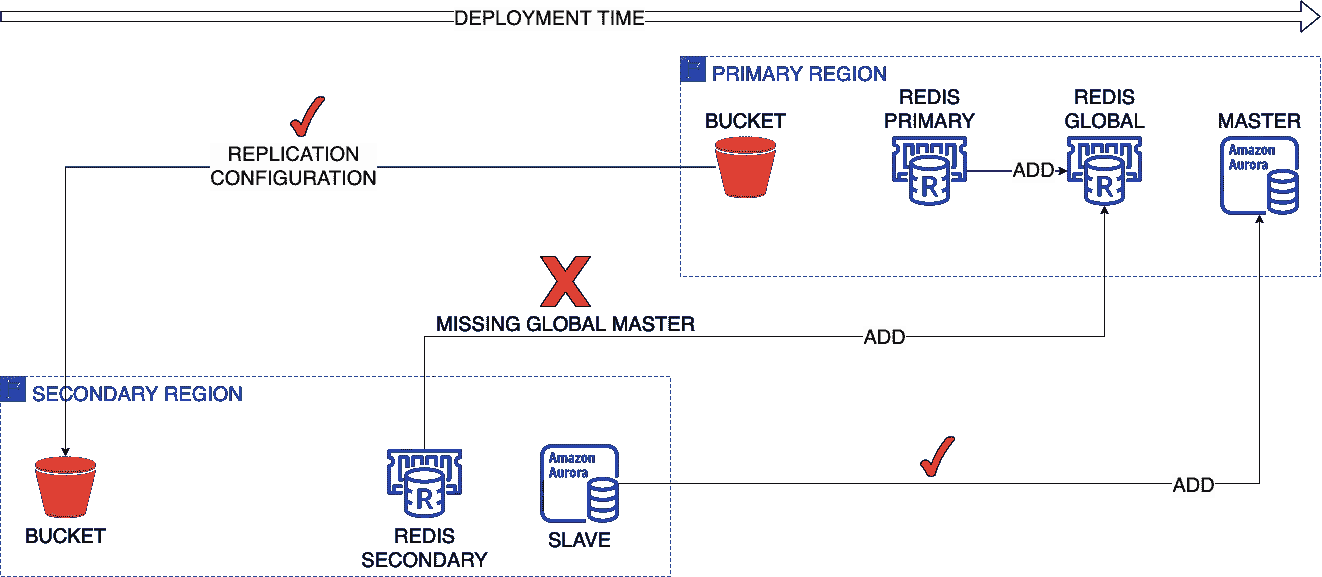 DEPLOYMENT TIME
PRIMARY REGION
BUCKET
REDIS
PRIMARY
REDIS
GLOBAL
MASTER
Amazon
Aurora
R
ADD
R
REPLICATION
CONFIGURATION
MISSING GLOBAL MASTER
ADD
SECONDARY REGION
BUCKET
R
REDIS
SECONDARY
Amazon
Aurora
SLAVE
ADD